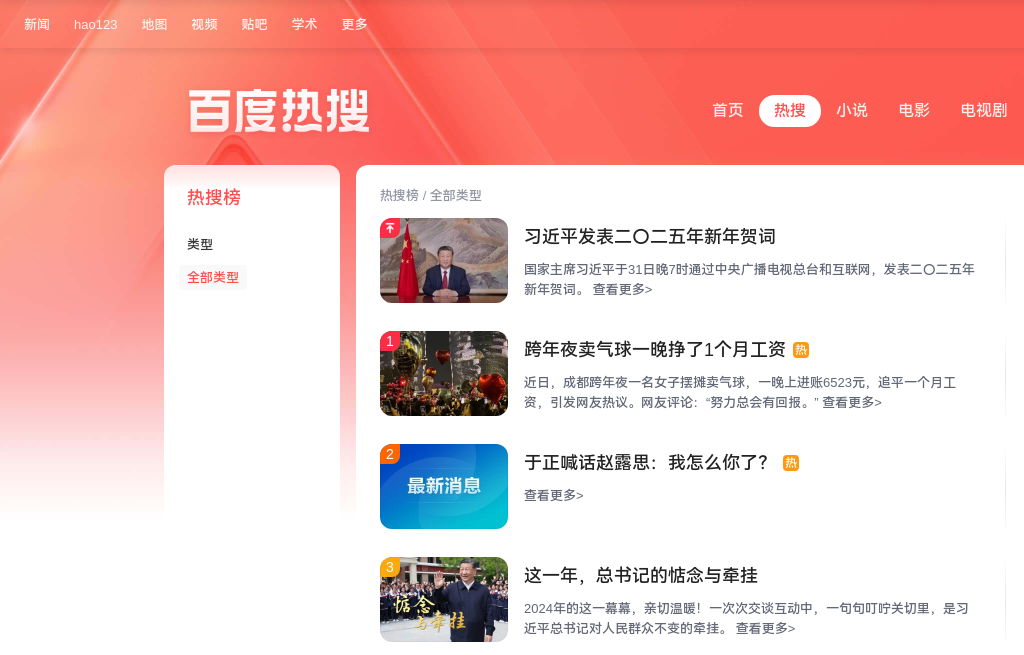 新闻 hao123 地图 视频 贴吧 学术 更多
百度热搜
首页 热搜 小说 电影 电视剧
热搜榜
类型
全部类型
热搜榜 / 全部类型
习近平发表二〇二五年新年贺词
国家主席习近平于31日晚7时通过中央广播电视总台和互联网，发表二〇二五年
新年贺词。 查看更多>
1
跨年夜卖气球一晚挣了1个月工资 热
近日，成都跨年夜一名女子摆摊卖气球，一晚上进账6523元，追平一个月工
资，引发网友热议。网友评论：“努力总会有回报。” 查看更多>
2
最新消息
于正喊话赵露思：我怎么你了？ 热
查看更多>
3
惦念
与牵挂
这一年，总书记的惦念与牵挂
2024年的这一幕幕，亲切温暖！一次次交谈互动中，一句句叮咛关切里，是习
近平总书记对人民群众不变的牵挂。 查看更多>